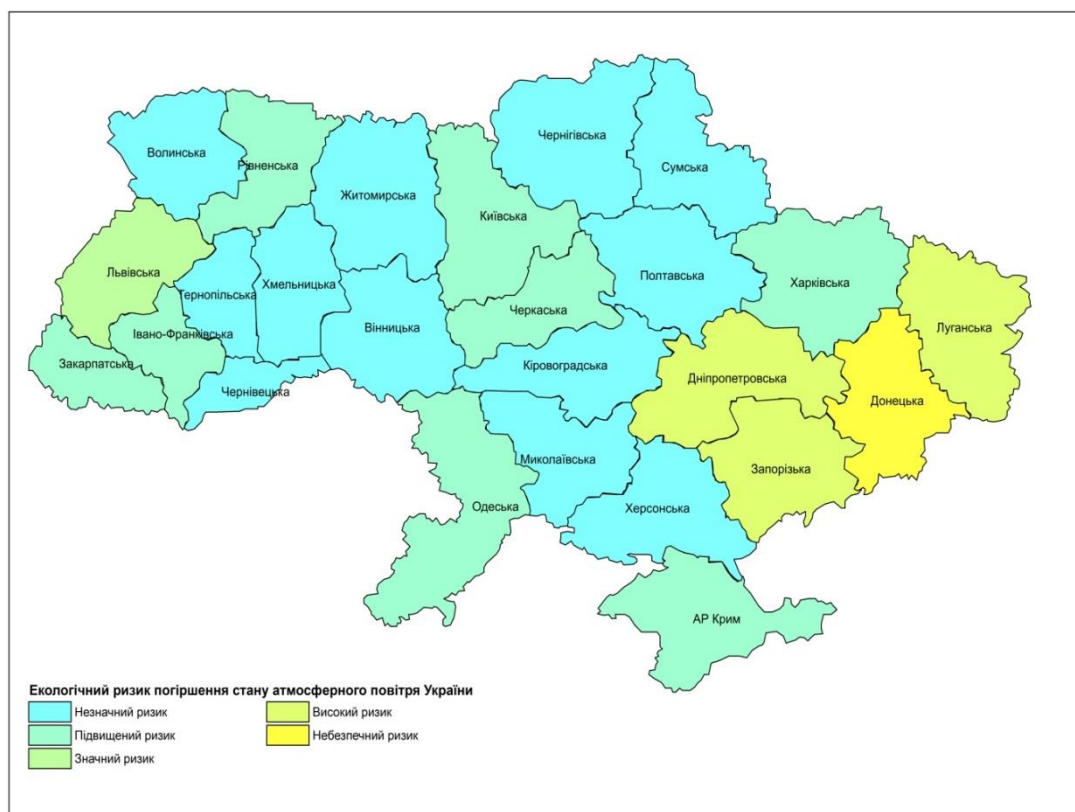 Чернігівська
Волинська
Рівненська
Сумська
Житомирська
Київська
Львівська
Тернопільська
Хмельницька
Полтавська
Харківська
Черкаська
Івано-Франківська
Вінницька
Луганська
Закарпатська
Кіровоградська
Дніпропетровська
Чернівецька
Донецька
Миколаївська
Запорізька
Одеська
Херсонська
АР Крим
Екологічний ризик погіршення стану атмосферного повітря України
Незначний ризик
Підвищений ризик
Значний ризик
Високий ризик
Небезпечний ризик